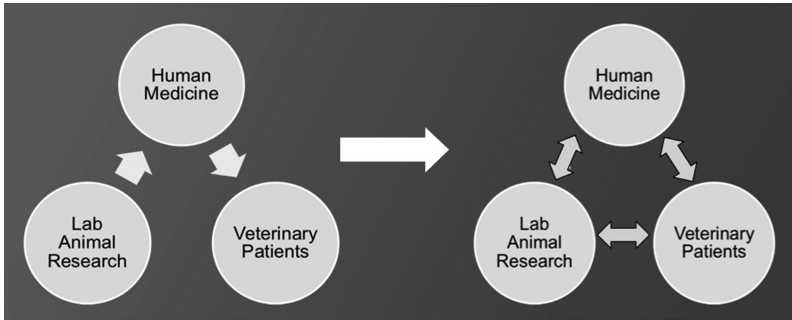 Human
Medicine
Lab
Animal
Research
Veterinary
Patients
Human
Medicine
Lab
Animal
Research
Veterinary
Patients